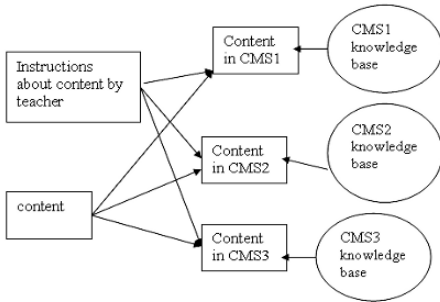 Instructions
about content by
teacher
content
Content
in CMS1
Content
in CMS2
Content
in CMS3
CMS1
knowledge
base
CMS2
knowledge
base
CMS3
knowledge
base